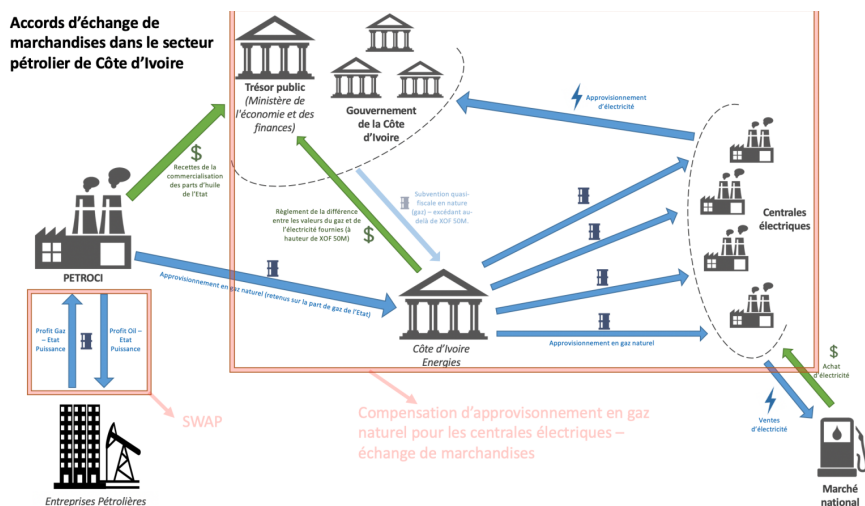 Accords d'échange de
marchandises dans le secteur
pétrolier de Côte d'Ivoire
Trésor public
(Ministère de
l'économie et des
finances)
Gouvernement
de la Côte
d'Ivoire
Approvisionnement
d'électricité
$
Recettes de la
commercialisation
des parts d'huile
de l'Etat
Subvention quasi-
fiscale en nature
(gaz) – excédant au-
delà de XOF 50M.
Règlement de la différence
entre les valeurs du gaz et de
l'électricité fournies (à
hauteur de XOF 50M)
$
Centrales
électriques
PETROCI
Approvisionnement en gaz naturel (retenus sur la part de gaz de l'Etat)
Profit Gaz
– Etat
Puissance
Profit Oil –
Etat
Puissance
Côte d'Ivoire
Energies
Approvisionnement en gaz naturel
$
Achat
d'électricité
Ventes
d'électricité
SWAP
Compensation d'approvisonnement en gaz
naturel pour les centrales électriques –
échange de marchandises
Entreprises Pétrolières
Marché
national